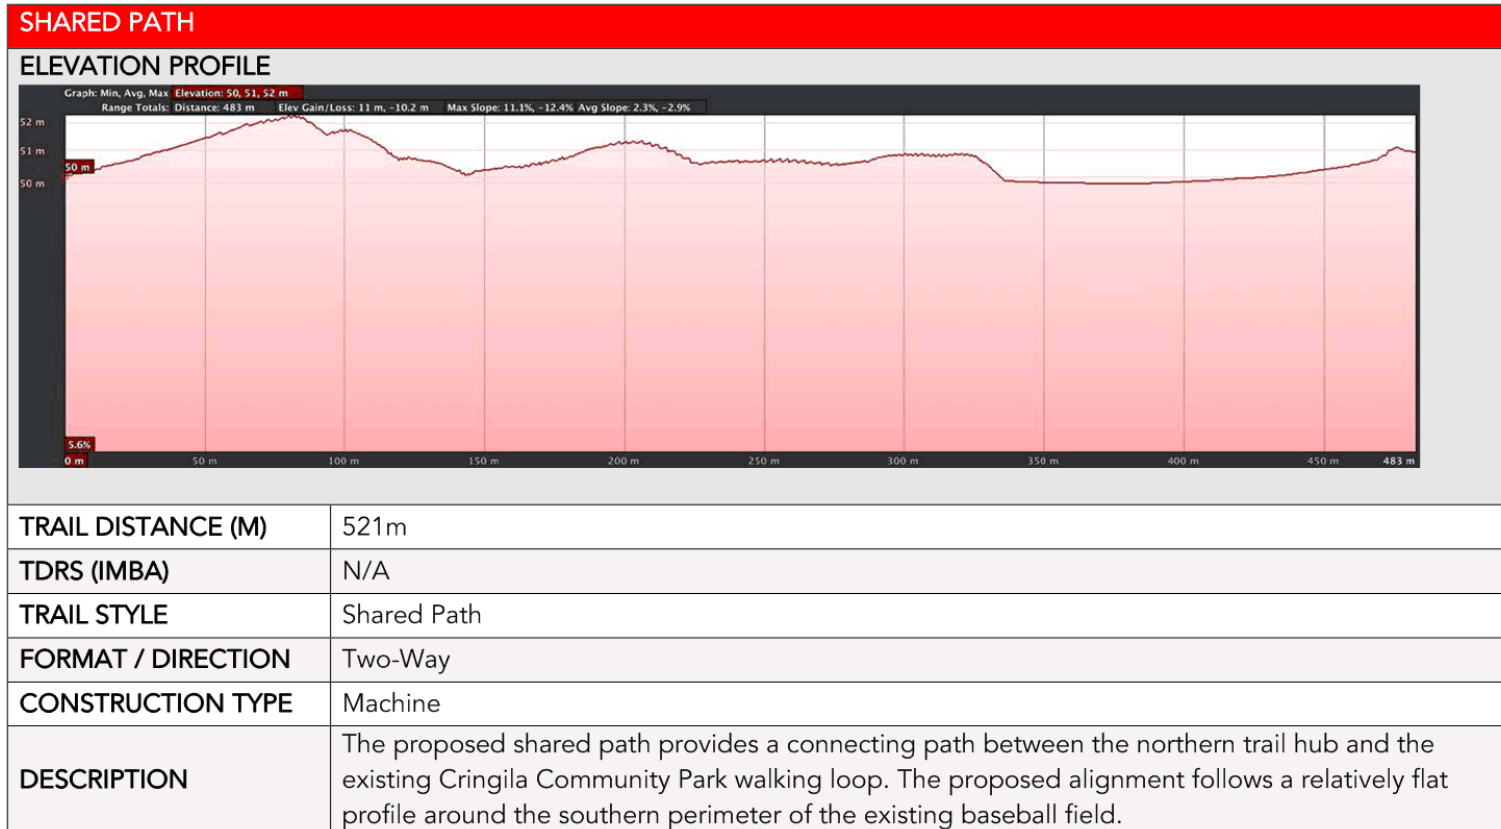 SHARED PATH
ELEVATION PROFILE
Graph: Min, Avg, Max Elevation: 50, 51, 52 m
Range Totals: Distance: 483 m Elev Gain/Loss: 11 m, -10.2 m Max Slope: 11.1%, -12.4% Avg Slope: 2.3%, -2.9%
52 m
51 m
50 m
50 m
5.6%
0 m 50 m 100 m 150 m 200 m 250 m 300 m 350 m 400 m 450 m 483 m
TRAIL DISTANCE (M) 521m
TDRS (IMBA) N/A
TRAIL STYLE Shared Path
FORMAT / DIRECTION Two-Way
CONSTRUCTION TYPE Machine
DESCRIPTION
The proposed shared path provides a connecting path between the northern trail hub and the
existing Cringila Community Park walking loop. The proposed alignment follows a relatively flat
profile around the southern perimeter of the existing baseball field.